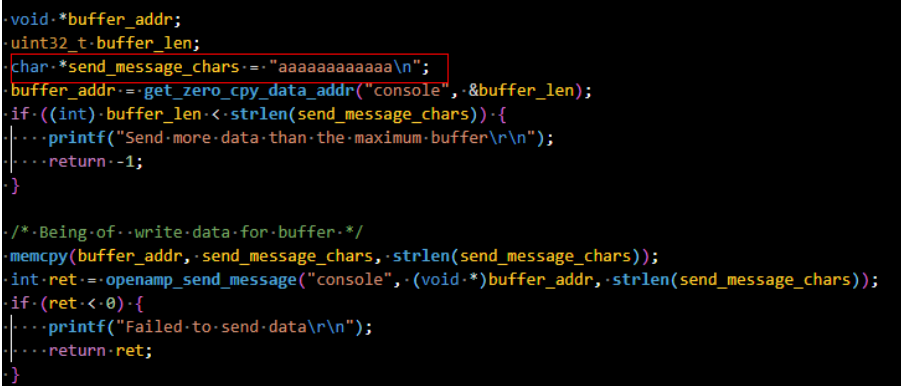 void *buffer_addr;
uint32_t buffer_len;
char *send_message_chars = "aaaaaaaaaaaa\n";
buffer_addr = get_zero_cpy_data_addr("console", &buffer_len);
if ((int) buffer_len < strlen(send_message_chars)) {
    printf("Send more data than the maximum buffer\r\n");
    return -1;
}

/* Being of  write data for buffer */
memcpy(buffer_addr, send_message_chars, strlen(send_message_chars));
int ret = openamp_send_message("console", (void *)buffer_addr, strlen(send_message_chars));
if (ret < 0) {
    printf("Failed to send data\r\n");
    return ret;
}